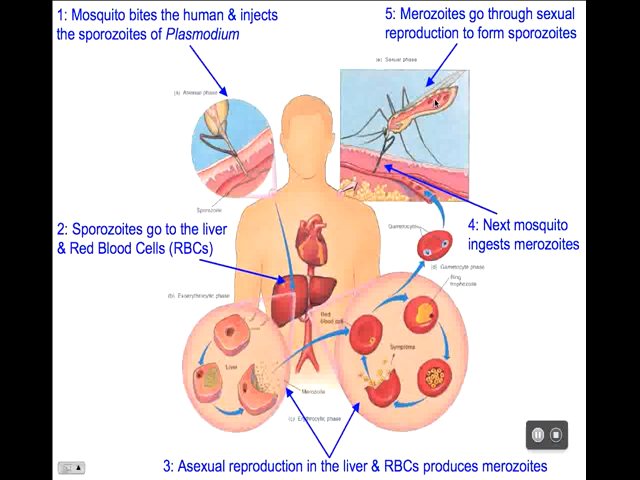 1: Mosquito bites the human & injects
the sporozoites of Plasmodium
5: Merozoites go through sexual
reproduction to form sporozoites
(e) Sexual phase
(a) Asexual phase
Sporozoite
2: Sporozoites go to the liver
& Red Blood Cells (RBCs)
4: Next mosquito
ingests merozoites
Gametocyte
(d) Gametocyte phase
Ring
trophozoite
(b) Exoerythrocytic phase
Red
blood cell
Symptoms
Liver
Merozoite
(c) Erythrocytic phase
3: Asexual reproduction in the liver & RBCs produces merozoites